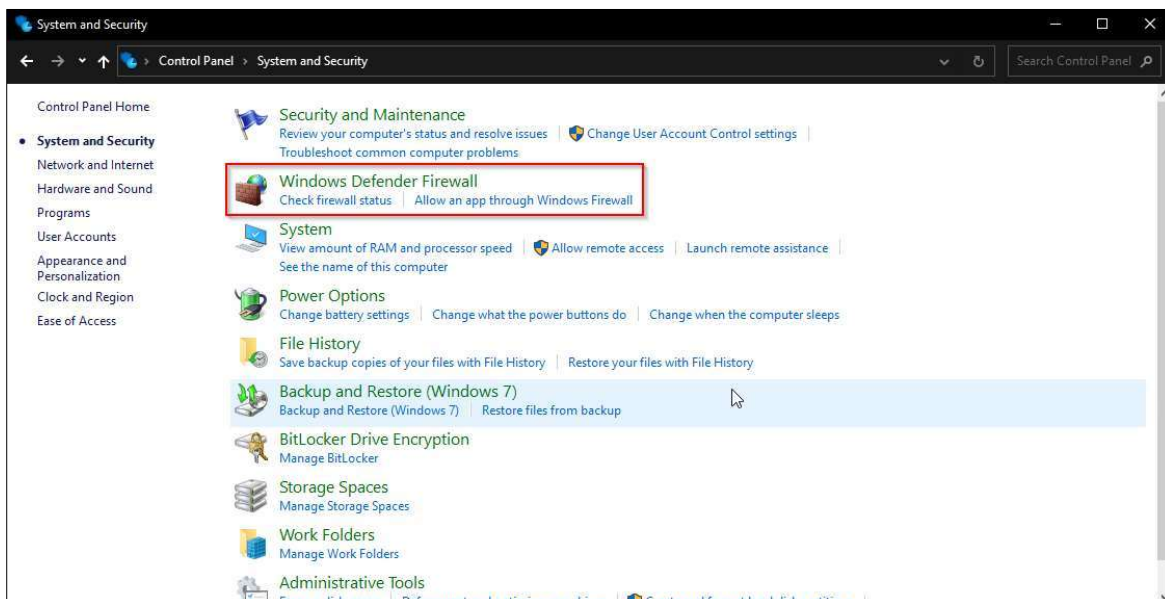 System and Security
Control Panel > System and Security
Search Control Panel
Control Panel Home
System and Security
Network and Internet
Hardware and Sound
Programs
User Accounts
Appearance and
Personalization
Clock and Region
Ease of Access
Security and Maintenance
Review your computer's status and resolve issues Change User Account Control settings
Troubleshoot common computer problems
Windows Defender Firewall
Check firewall status Allow an app through Windows Firewall
System
View amount of RAM and processor speed Allow remote access Launch remote assistance
See the name of this computer
Power Options
Change battery settings Change what the power buttons do Change when the computer sleeps
File History
Save backup copies of your files with File History Restore your files with File History
Backup and Restore (Windows 7)
Backup and Restore (Windows 7) Restore files from backup
BitLocker Drive Encryption
Manage BitLocker
Storage Spaces
Manage Storage Spaces
Work Folders
Manage Work Folders
Administrative Tools